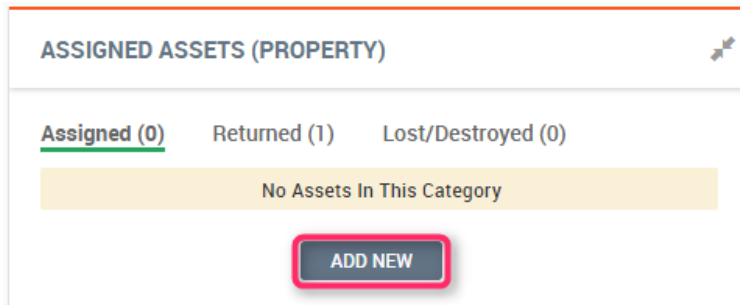 ASSIGNED ASSETS (PROPERTY)
Assigned (0) Returned (1) Lost/Destroyed (0)
No Assets In This Category
ADD NEW